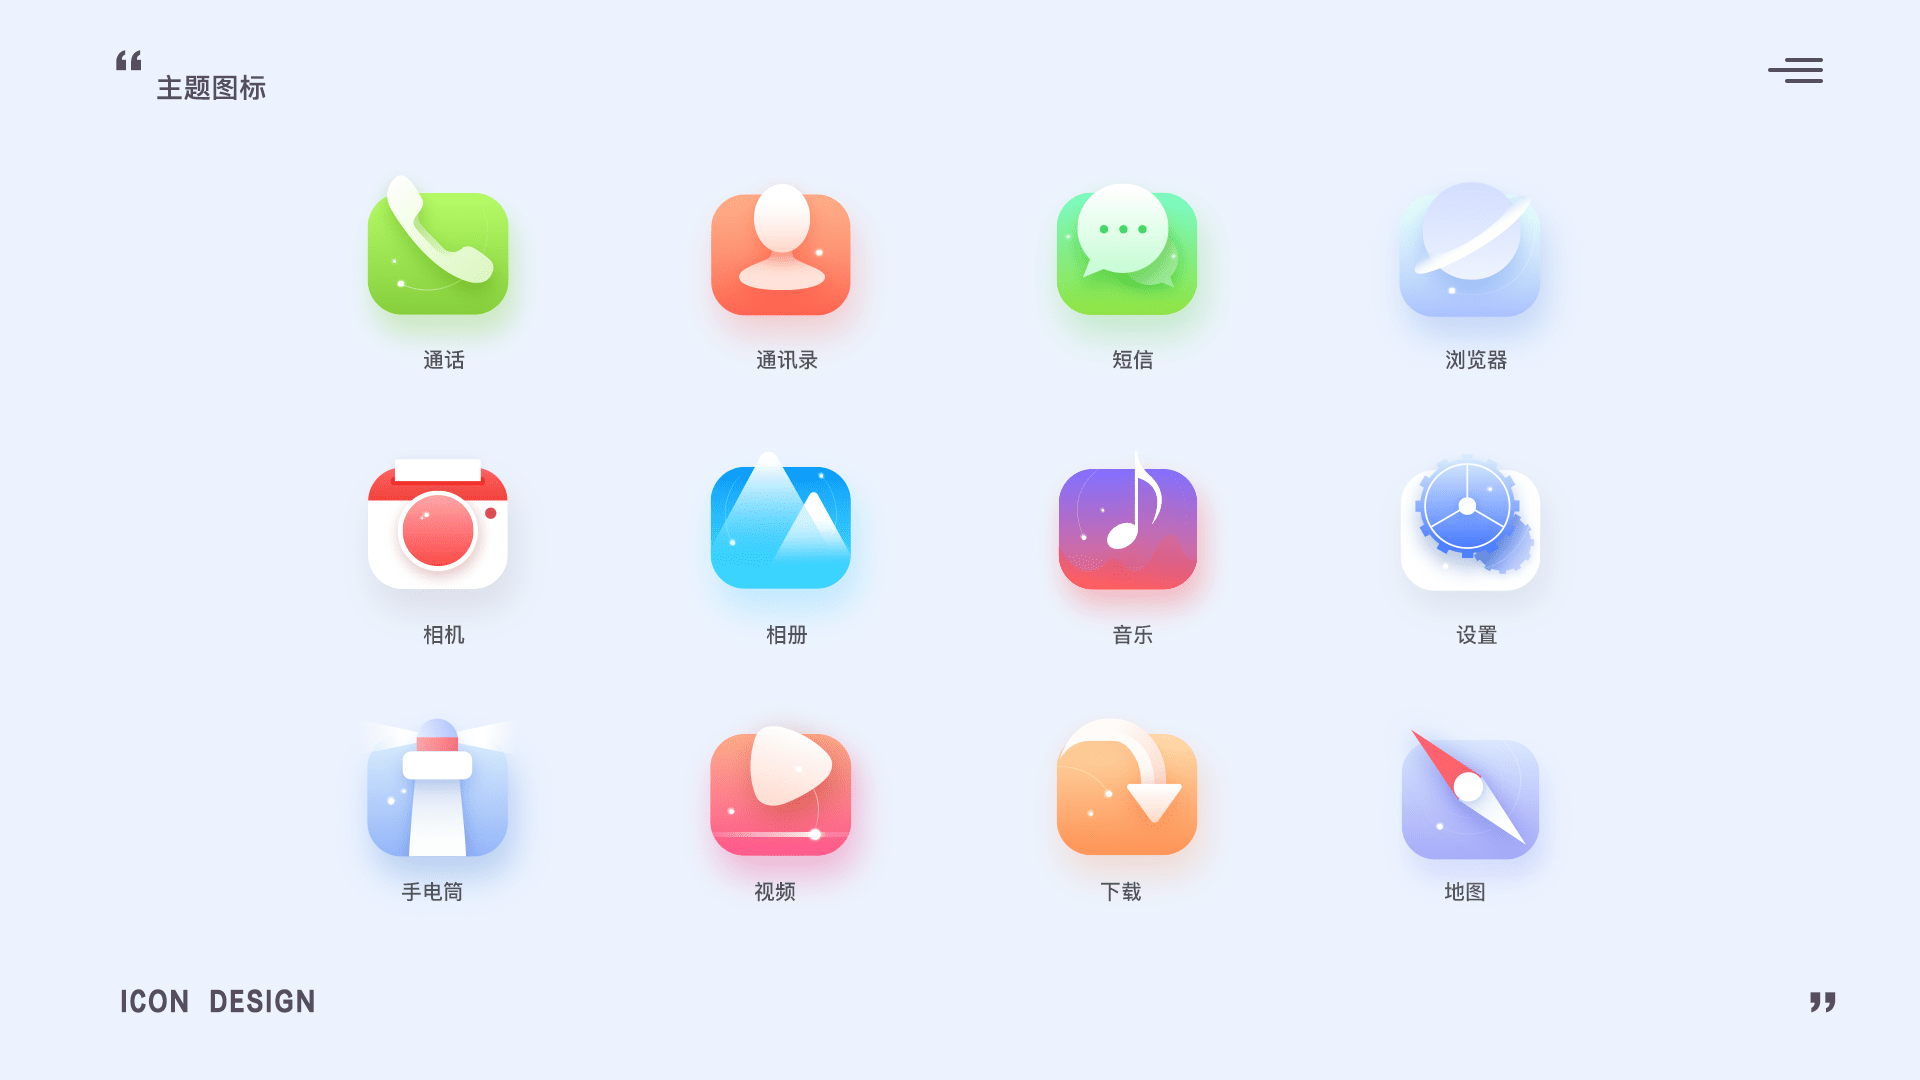 “
主题图标
通话
通讯录
短信
浏览器
相机
相册
音乐
设置
手电筒
视频
下载
地图
ICON DESIGN
”